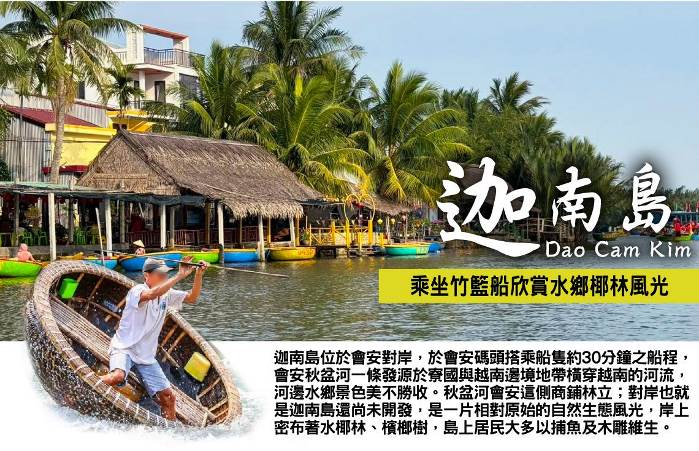 迦南島
Dao Cam Kim
乘坐竹籃船欣賞水鄉椰林風光
迦南島位於會安對岸，於會安碼頭搭乘船隻約30分鐘之船程，
會安秋盆河一條發源於寮國與越南邊境地帶橫穿越南的河流，
河邊水鄉景色美不勝收。秋盆河會安這側商鋪林立；對岸也就
是迦南島還尚未開發，是一片相對原始的自然生態風光，岸上
密布著水椰林、檳榔樹，島上居民大多以捕魚及木雕維生。